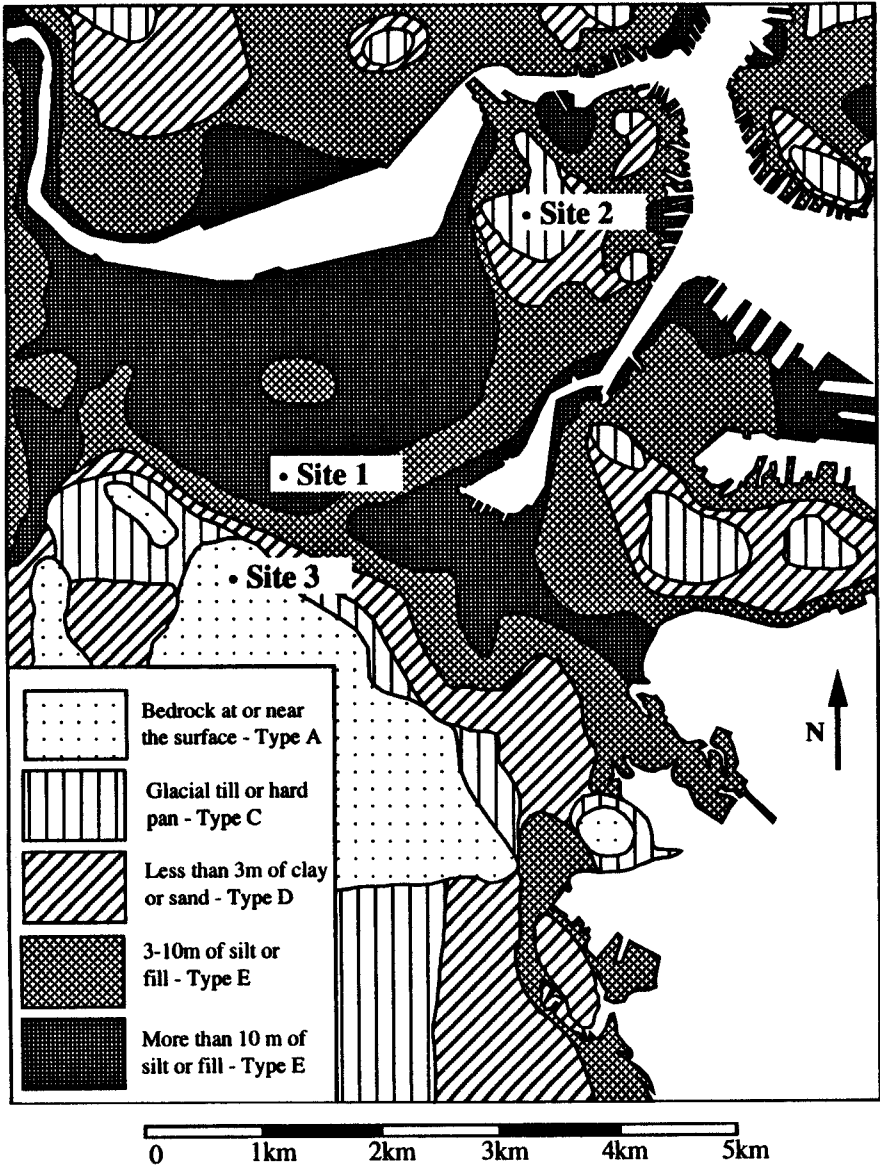 Site 2
Site 1
Site 3
N
Bedrock at or near
the surface - Type A
Glacial till or hard
pan - Type C
Less than 3m of clay
or sand - Type D
3-10m of silt or
fill - Type E
More than 10 m of
silt or fill - Type E
0 1km 2km 3km 4km 5km